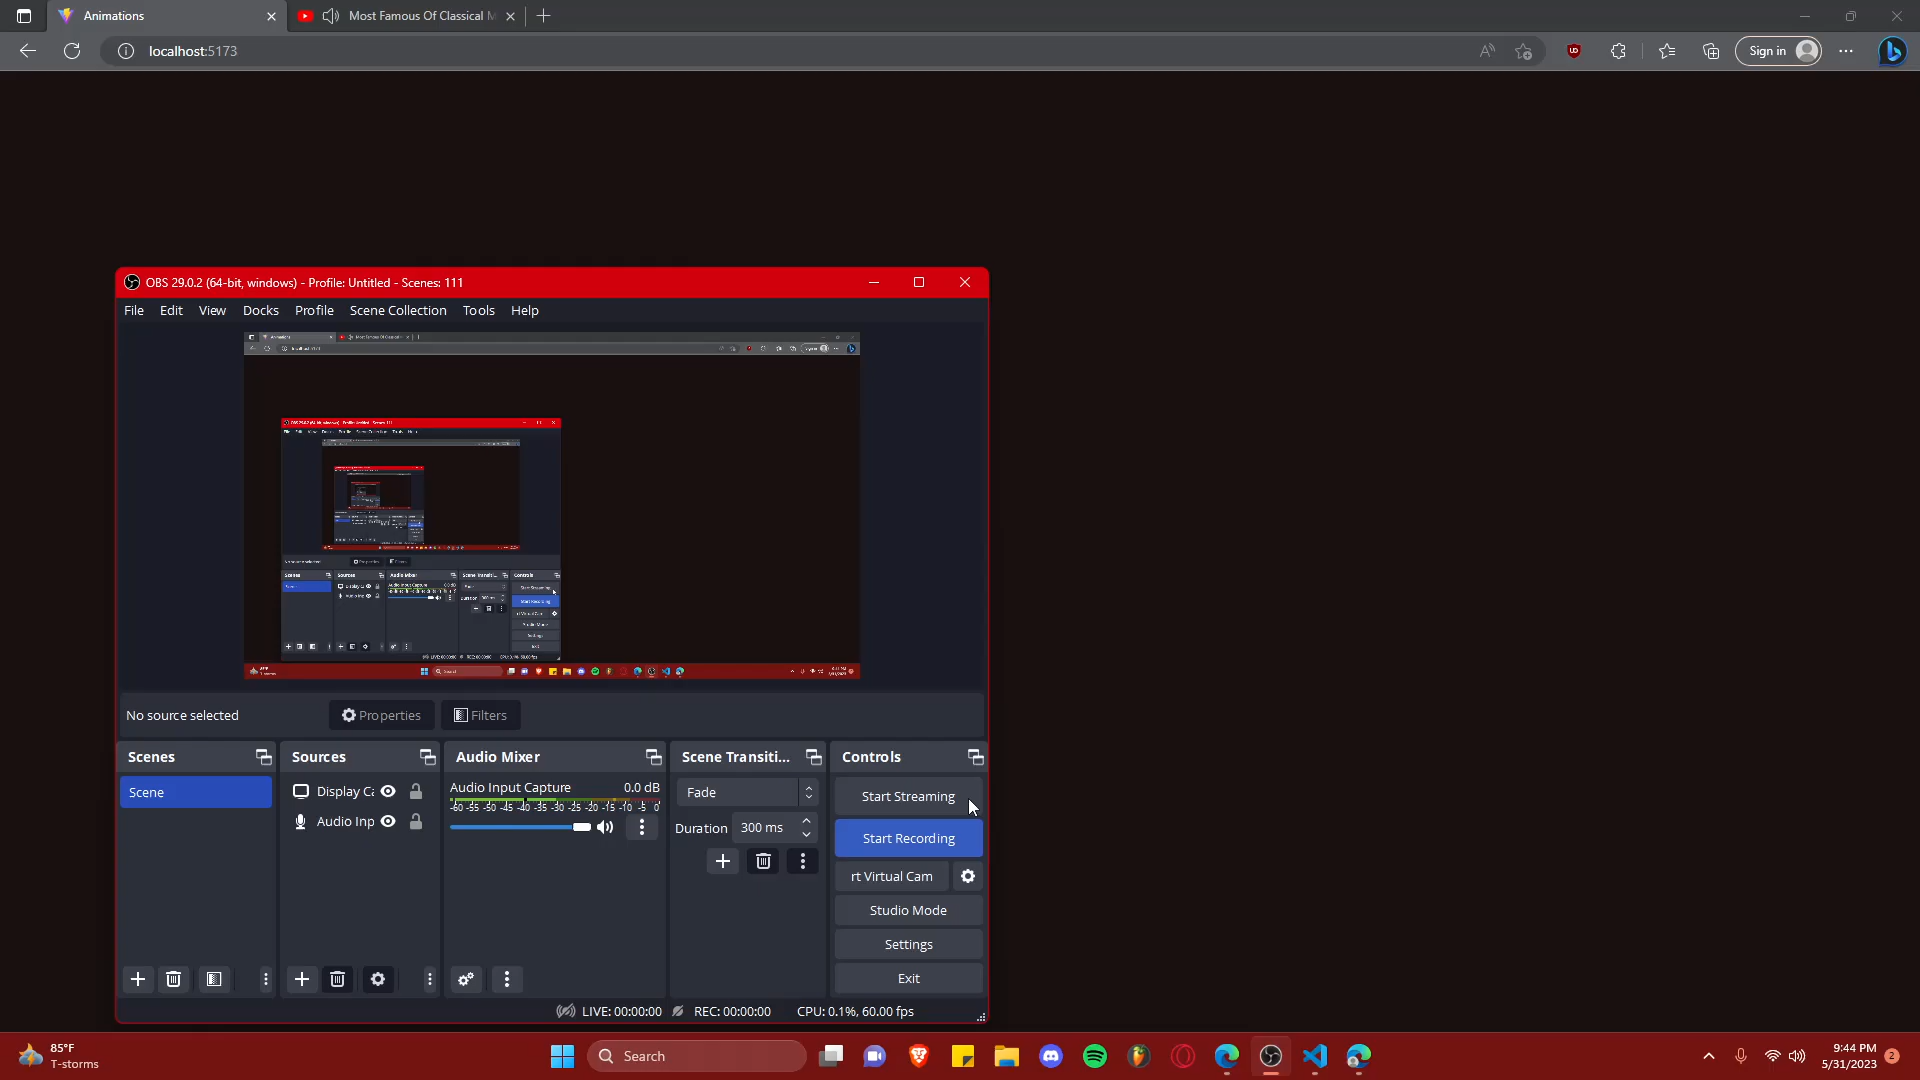 Animations
Most Famous Of Classical M
localhost:5173
Sign in
OBS 29.0.2 (64-bit, windows) - Profile: Untitled - Scenes: 111
File Edit View Docks Profile Scene Collection Tools Help
No source selected
Properties
Filters
Scenes
Sources
Audio Mixer
Scene Transiti...
Controls
Scene
Display Ca
Audio Inp
Audio Input Capture 0.0 dB
-60 -55 -50 -45 -40 -35 -30 -25 -20 -15 -10 -5 0
Fade
Duration 300 ms
Start Streaming
Start Recording
rt Virtual Cam
Studio Mode
Settings
Exit
LIVE: 00:00:00 REC: 00:00:00 CPU: 0.1%, 60.00 fps
85°F
T-storms
Search
9:44 PM
5/31/2023
2